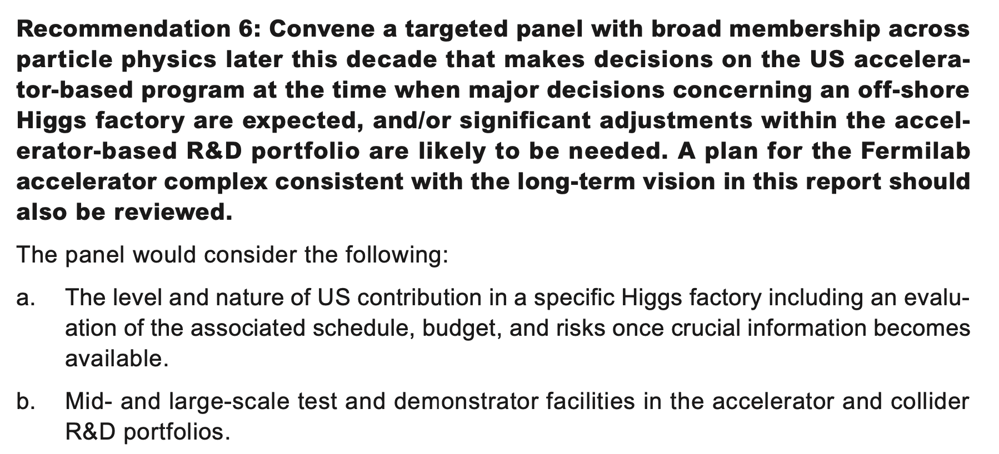 Recommendation 6: Convene a targeted panel with broad membership across
particle physics later this decade that makes decisions on the US accelera-
tor-based program at the time when major decisions concerning an off-shore
Higgs factory are expected, and/or significant adjustments within the accel-
erator-based R&D portfolio are likely to be needed. A plan for the Fermilab
accelerator complex consistent with the long-term vision in this report should
also be reviewed.
The panel would consider the following:
a. The level and nature of US contribution in a specific Higgs factory including an evalu-
ation of the associated schedule, budget, and risks once crucial information becomes
available.
b. Mid- and large-scale test and demonstrator facilities in the accelerator and collider
R&D portfolios.